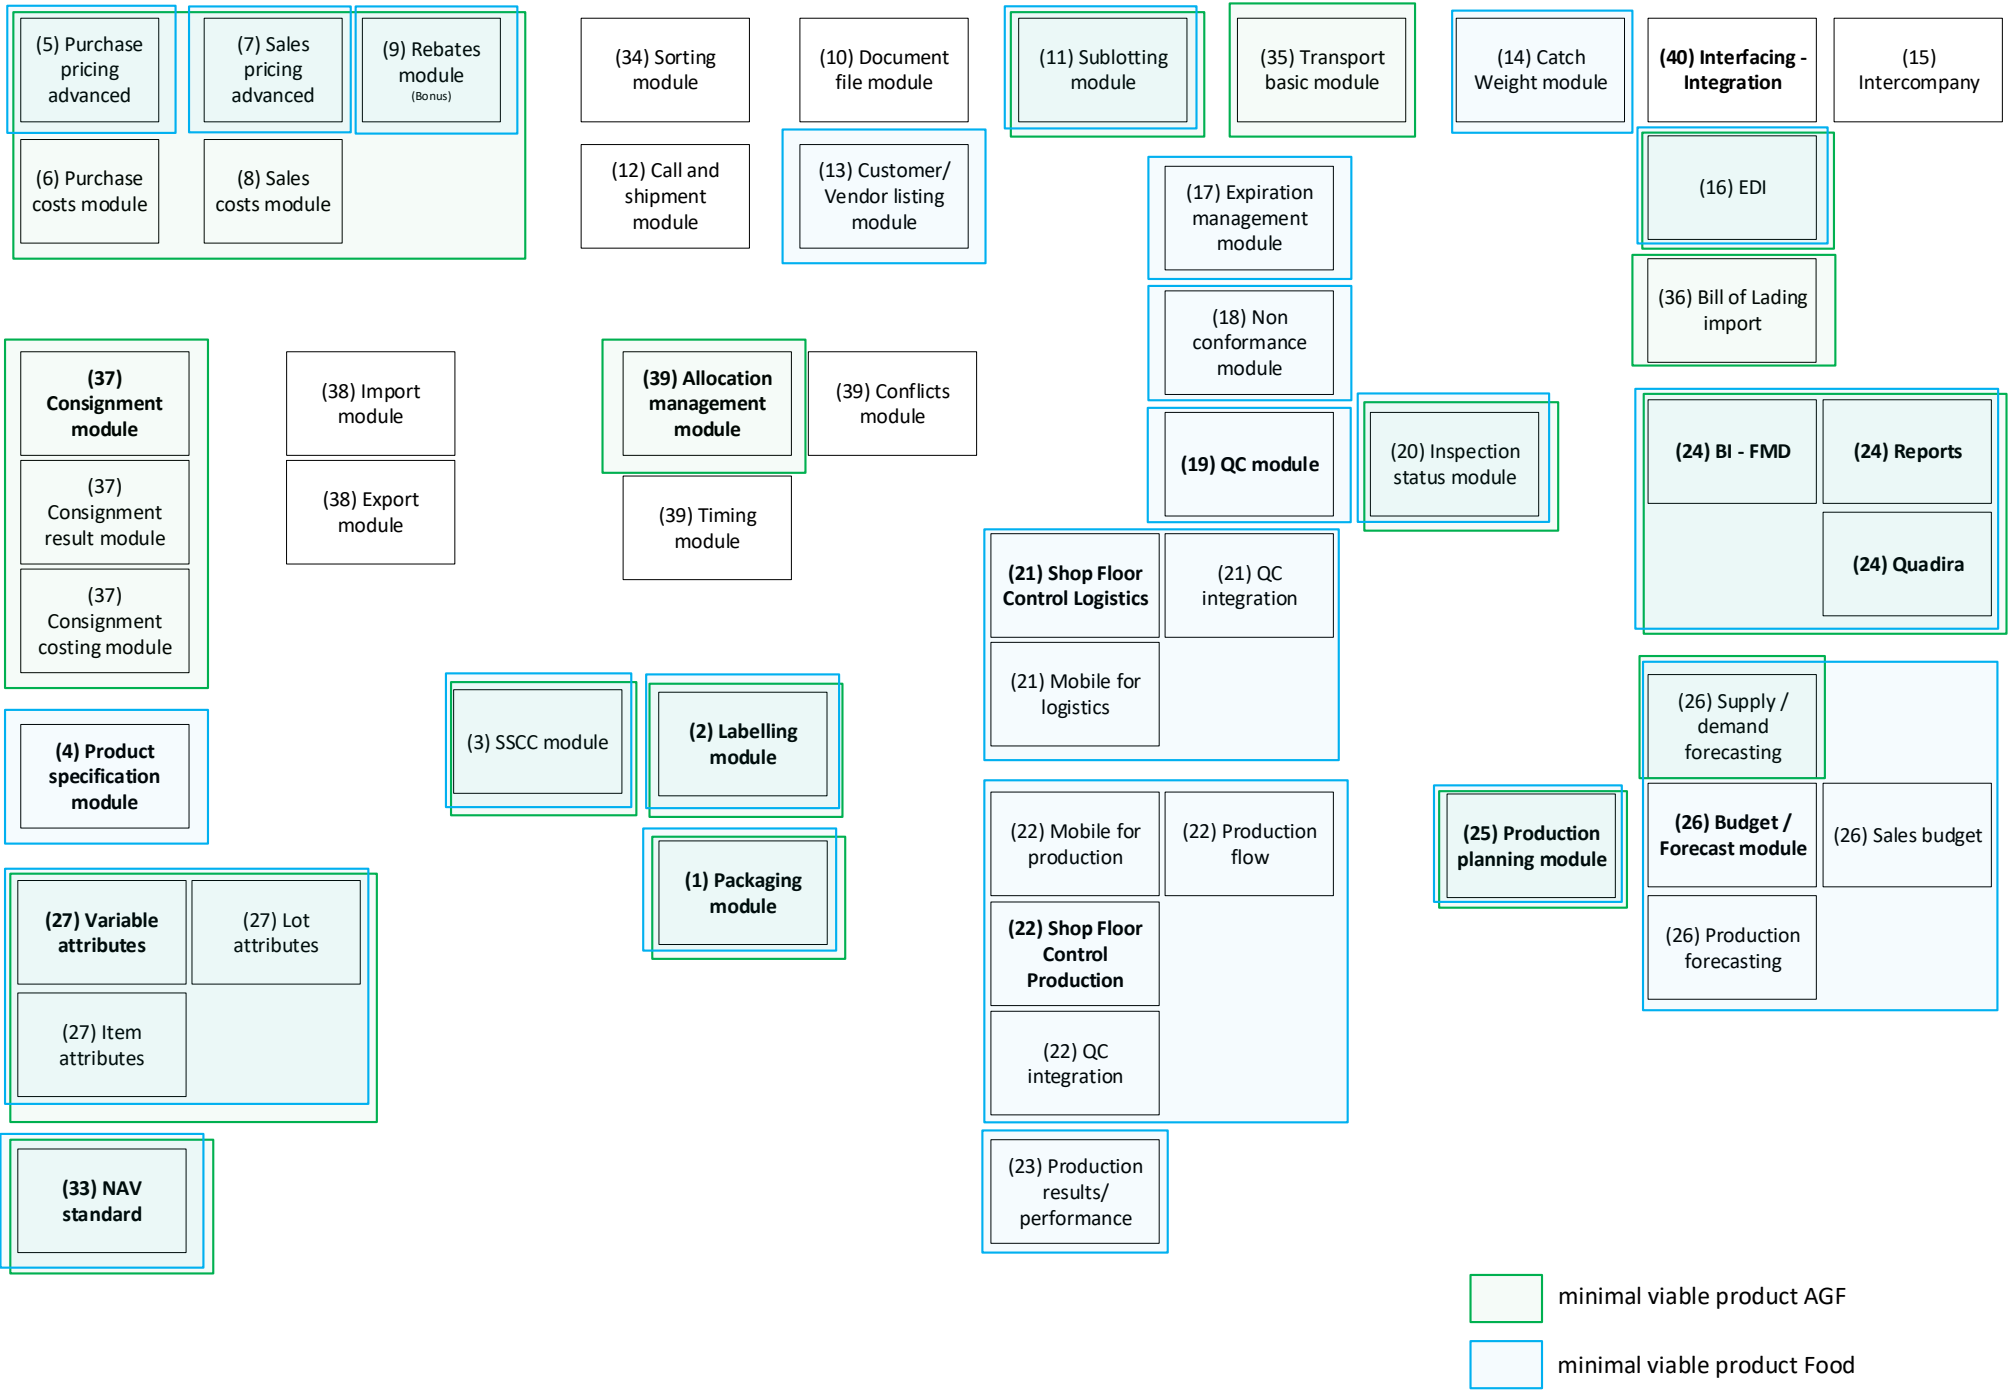 (5) Purchase
pricing
advanced
(7) Sales
pricing
advanced
(9) Rebates
module
(Bonus)
(34) Sorting
module
(10) Document
file module
(11) Sublotting
module
(35) Transport
basic module
(14) Catch
Weight module
(40) Interfacing -
Integration
(15)
Intercompany
(6) Purchase
costs module
(8) Sales
costs module
(12) Call and
shipment
module
(13) Customer/
Vendor listing
module
(17) Expiration
management
module
(16) EDI
(18) Non
conformance
module
(36) Bill of Lading
import
(37)
Consignment
module
(38) Import
module
(39) Allocation
management
module
(39) Conflicts
module
(19) QC module
(20) Inspection
status module
(24) BI - FMD
(24) Reports
(37)
Consignment
result module
(38) Export
module
(39) Timing
module
(24) Quadira
(37)
Consignment
costing module
(21) Shop Floor
Control Logistics
(21) QC
integration
(21) Mobile for
logistics
(4) Product
specification
module
(3) SSCC module
(2) Labelling
module
(26) Supply /
demand
forecasting
(1) Packaging
module
(22) Mobile for
production
(22) Production
flow
(25) Production
planning module
(26) Budget /
Forecast module
(26) Sales budget
(27) Variable
attributes
(27) Lot
attributes
(22) Shop Floor
Control
Production
(26) Production
forecasting
(27) Item
attributes
(22) QC
integration
(33) NAV
standard
(23) Production
results/
performance
minimal viable product AGF
minimal viable product Food